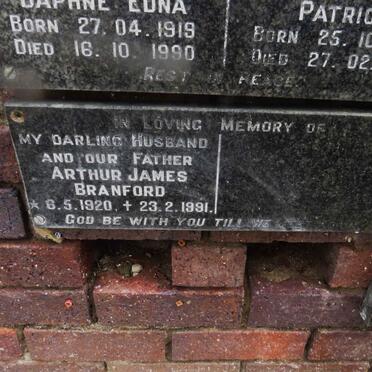 DAPHNE EDNA
BORN 27.04.1919
DIED 16.10.1990
PATRIC
BORN 25.10
DIED 27.02.
REST IN PEACE
IN LOVING MEMORY OF
MY DARLING HUSBAND
AND OUR FATHER
ARTHUR JAMES
BRANFORD
* 6.5.1920 + 23.2.1991.
GOD BE WITH YOU TILL WE